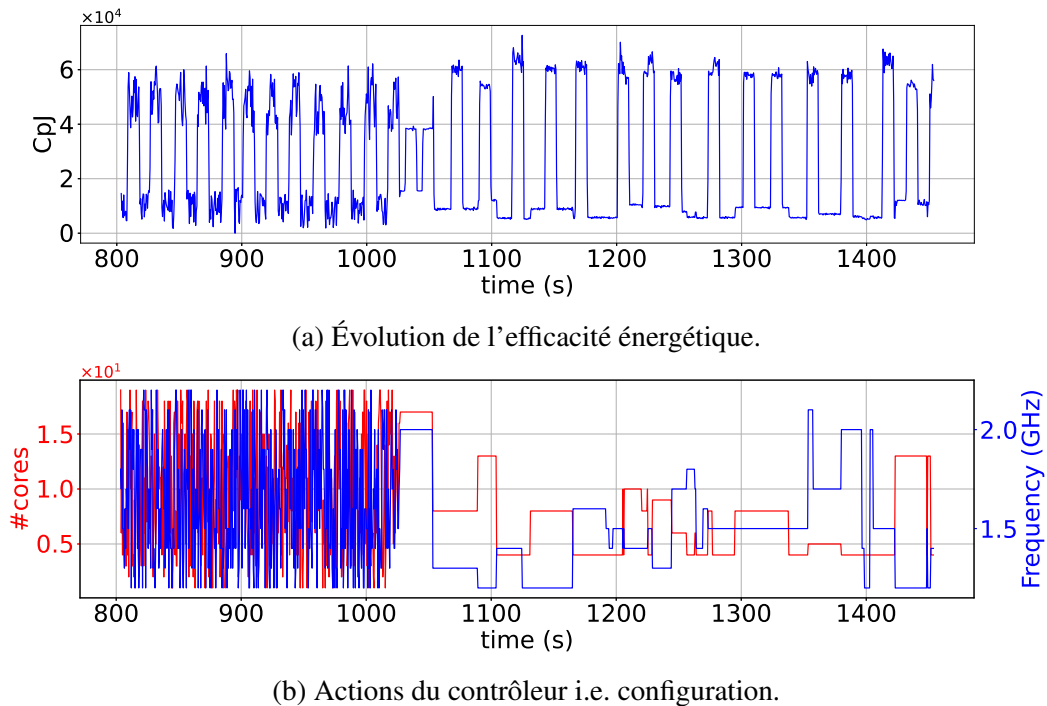 ×10⁴
6
4
2
0
CpJ
800 900 1000 1100 1200 1300 1400
time (s)
(a) Évolution de l'efficacité énergétique.
×10¹
1.5
1.0
0.5
#cores
2.0
1.5
Frequency (GHz)
800 900 1000 1100 1200 1300 1400
time (s)
(b) Actions du contrôleur i.e. configuration.